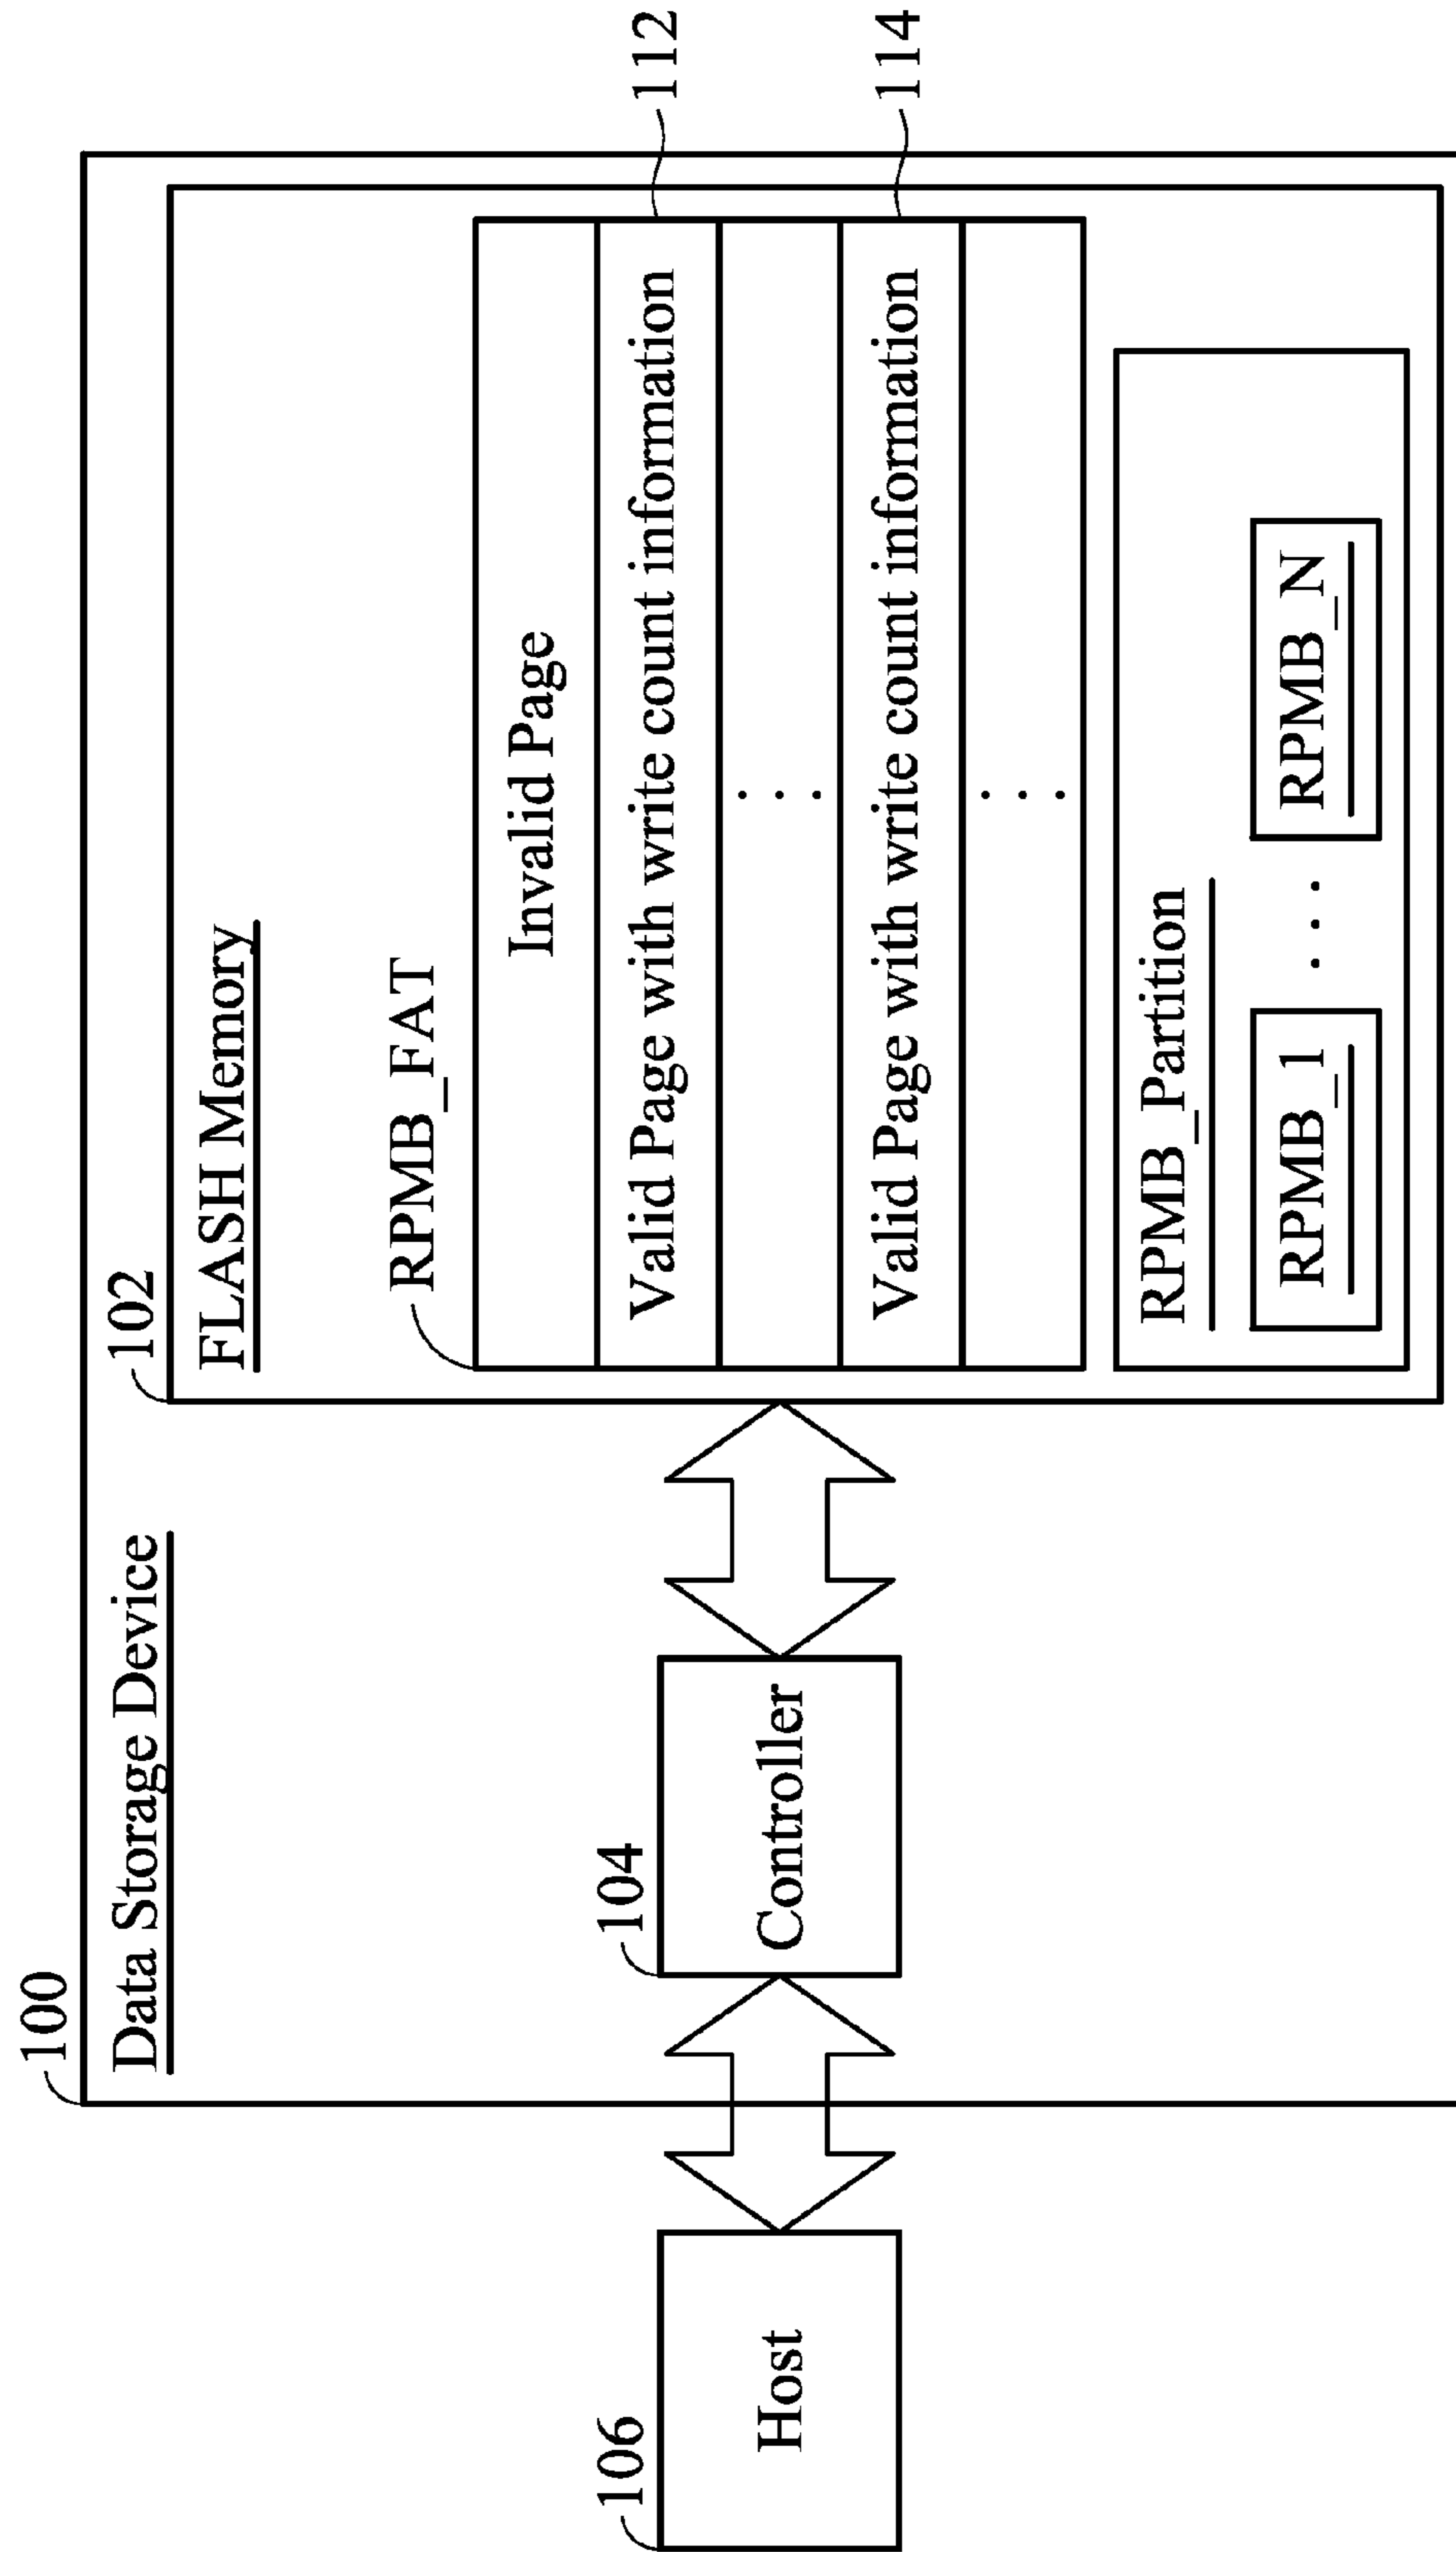 100
Data Storage Device
102
FLASH Memory
RPMB_FAT
Invalid Page
Valid Page with write count information
112
. . .
Valid Page with write count information
114
. . .
106
Host
104
Controller
RPMB_Partition
RPMB_1
. . .
RPMB_N